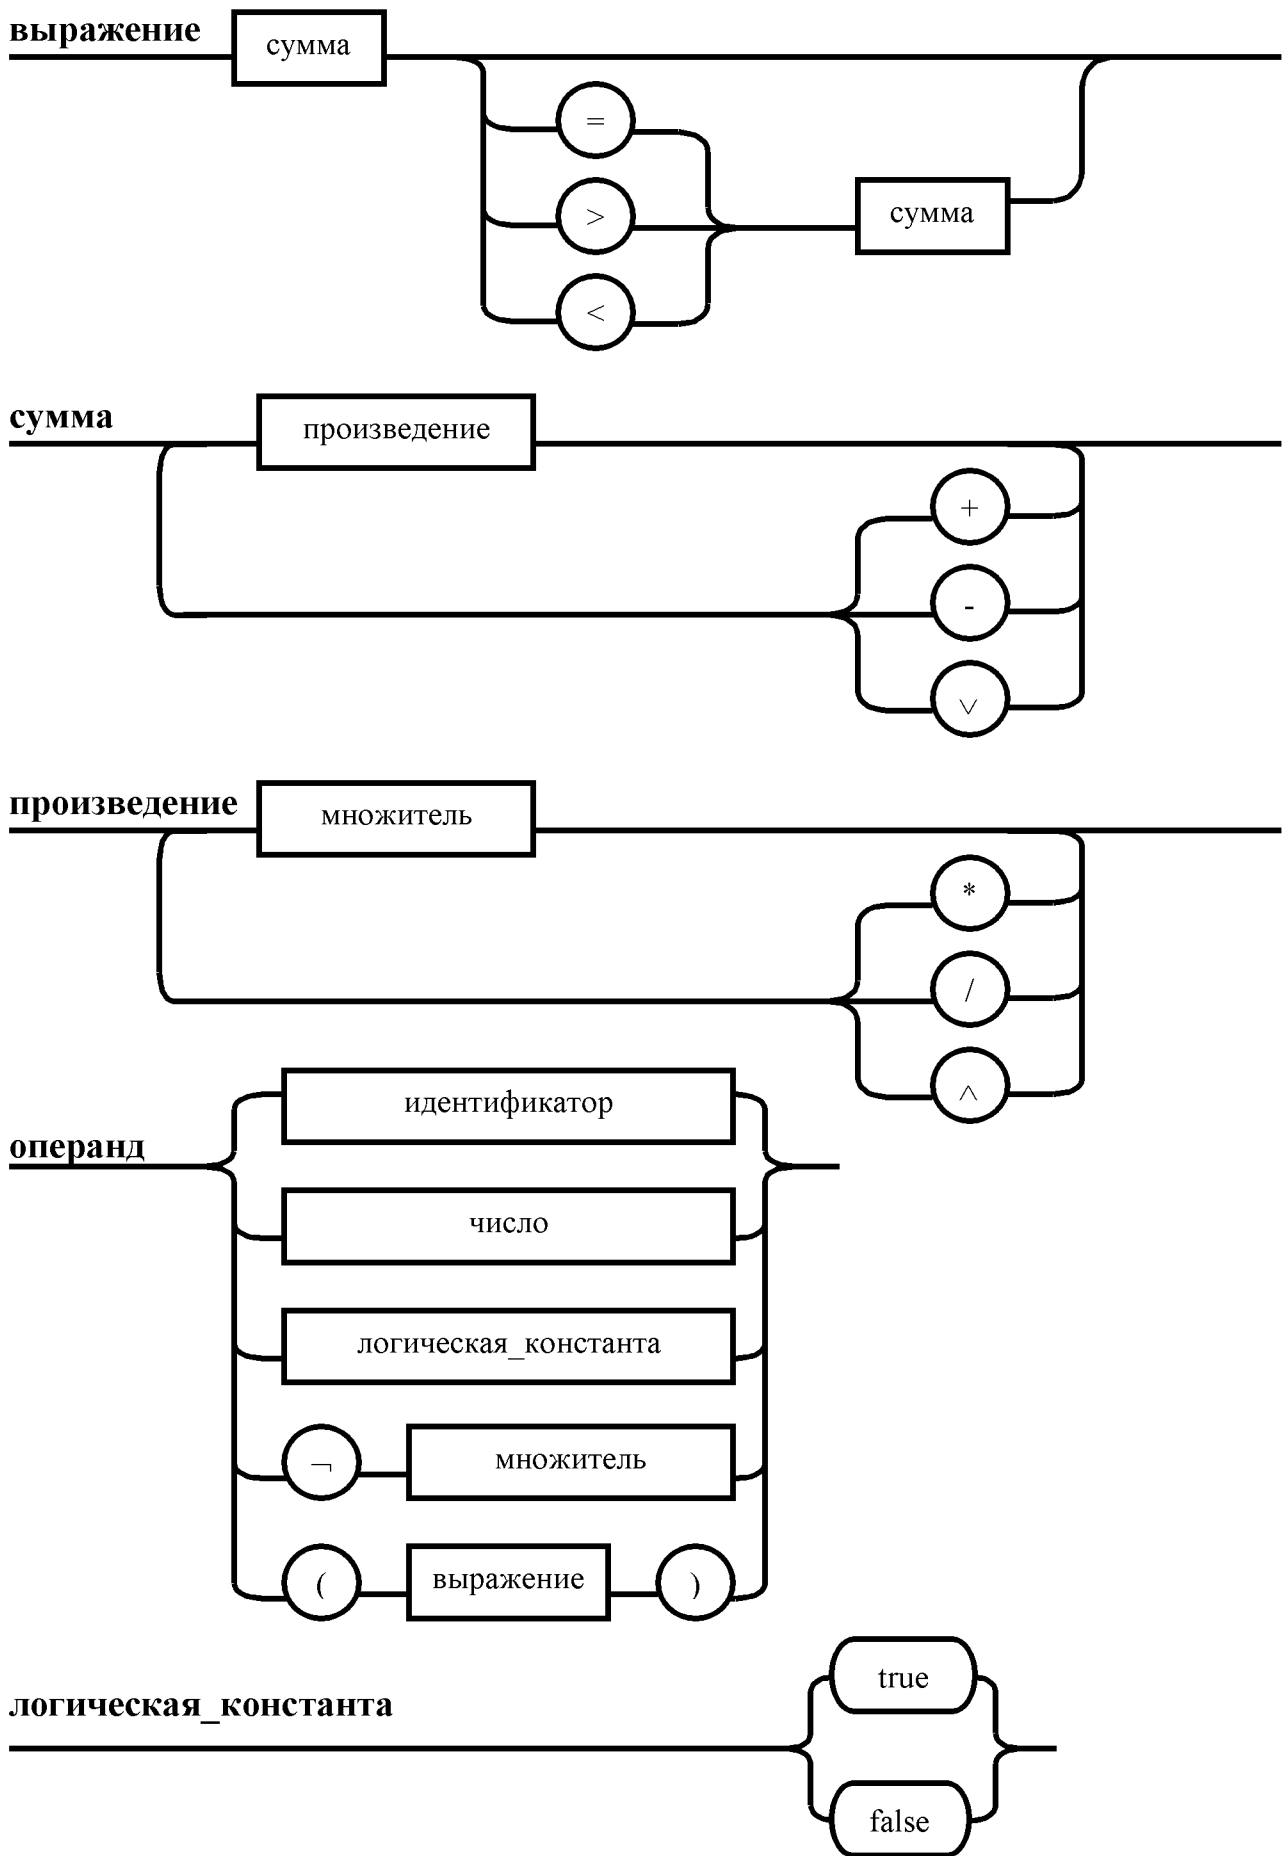 выражение
сумма
=
>
сумма
<
сумма
произведение
+
-
∨
произведение
множитель
*
/
∧
идентификатор
операнд
число
логическая_константа
¬ множитель
( выражение )
true
логическая_константа
false